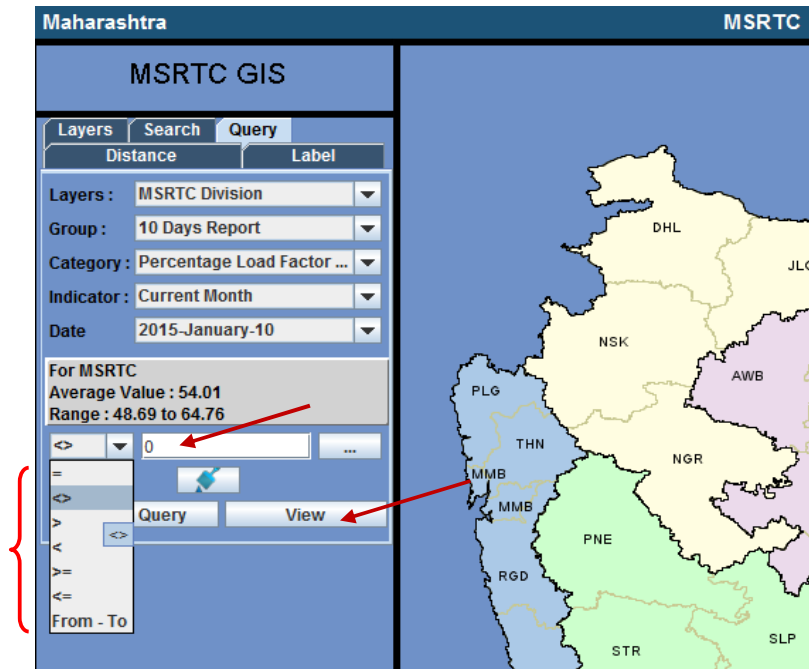 Maharashtra MSRTC
MSRTC GIS
Layers Search Query
Distance Label
Layers : MSRTC Division
Group : 10 Days Report
Category : Percentage Load Factor ...
Indicator : Current Month
Date 2015-January-10
For MSRTC
Average Value : 54.01
Range : 48.69 to 64.76
<> 0 ...
=
<>
>
<>
<
>=
<=
From - To
Query View
DHL
JLG
NSK
AWB
PLG
THN
NGR
MMB
MMB
PNE
RGD
SLP
STR